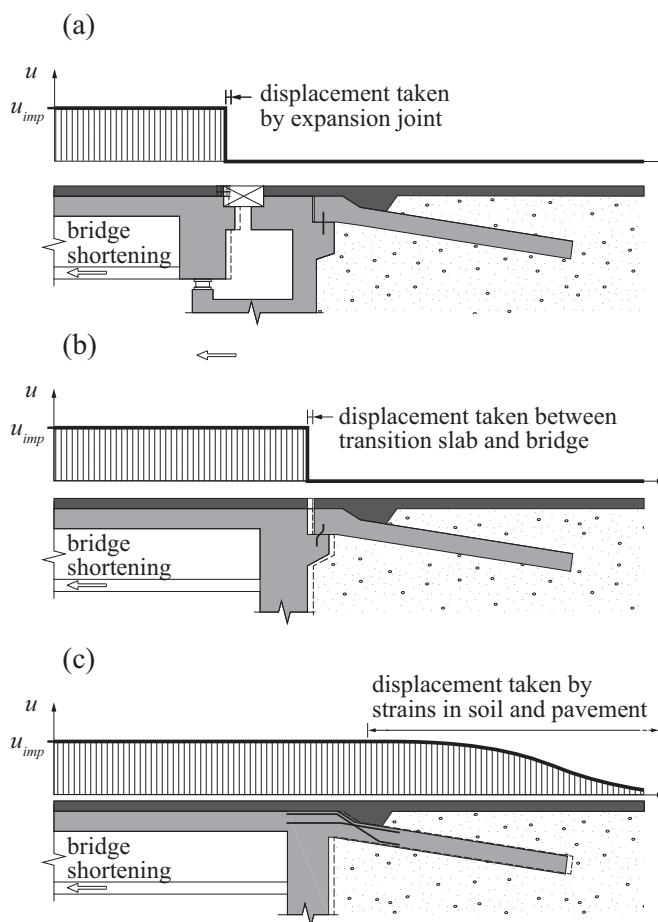 (a)
u
u_imp
displacement taken
by expansion joint
bridge
shortening
(b)
u
u_imp
displacement taken between
transition slab and bridge
bridge
shortening
(c)
displacement taken by
strains in soil and pavement
u
u_imp
bridge
shortening